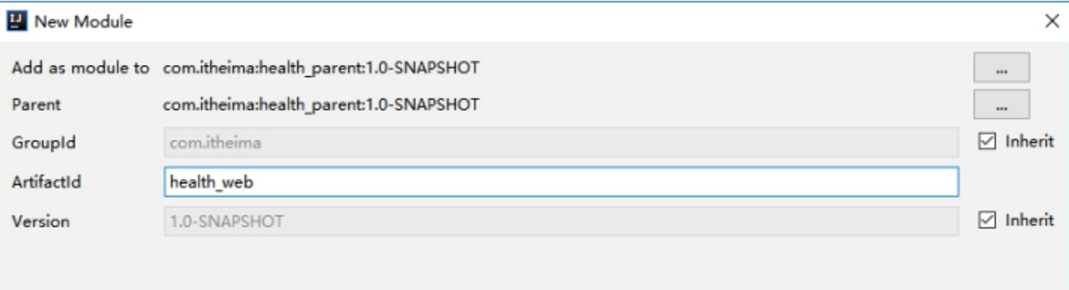 New Module
Add as module to com.itheima:health_parent:1.0-SNAPSHOT ...
Parent com.itheima:health_parent:1.0-SNAPSHOT ...
GroupId com.itheima Inherit
ArtifactId health_web
Version 1.0-SNAPSHOT Inherit